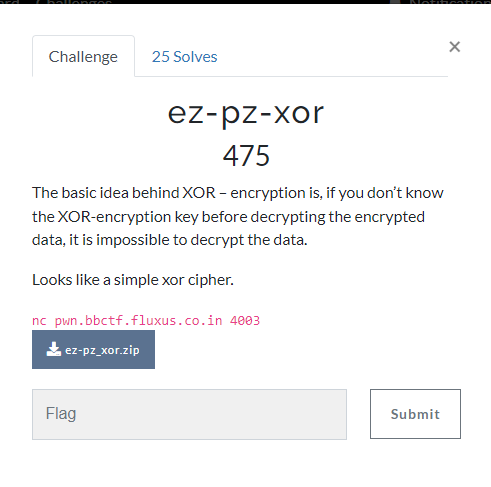 Challenge
25 Solves
×
ez-pz-xor
475
The basic idea behind XOR – encryption is, if you don’t know
the XOR-encryption key before decrypting the encrypted
data, it is impossible to decrypt the data.
Looks like a simple xor cipher.
nc pwn.bbctf.fluxus.co.in 4003
ez-pz_xor.zip
Flag
Submit